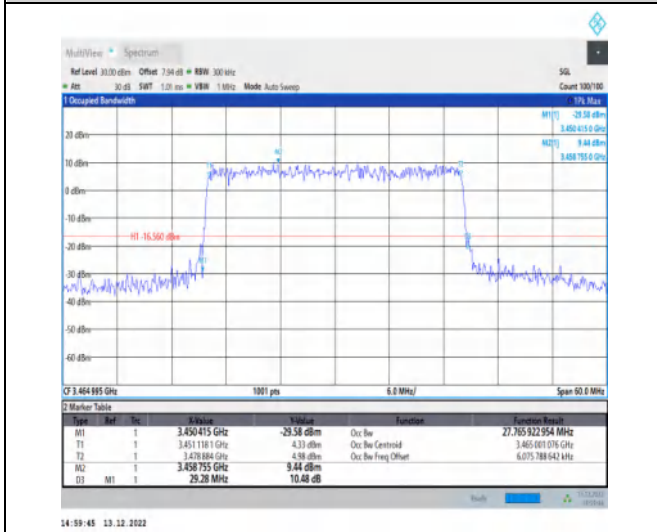 MultiView Spectrum
Ref Level 30.00 dBm Offset 7.94 dB RBW 300 kHz SGL
Att 30 dB SWT 1.01 ms VBW 1 MHz Mode Auto Sweep Count 100/100
1 Occupied Bandwidth 1Pk Max
M1[1] -29.58 dBm
3.450 415 0 GHz
M2[1] 9.44 dBm
3.458 755 0 GHz
20 dBm
10 dBm
0 dBm
-10 dBm
H1 -16.560 dBm
-20 dBm
-30 dBm
-40 dBm
-50 dBm
-60 dBm
CF 3.464 995 GHz 1001 pts 6.0 MHz/ Span 60.0 MHz
2 Marker Table
Type Ref Trc X-Value Y-Value Function Function Result
M1 1 3.450415 GHz -29.58 dBm Occ Bw 27.765 922 954 MHz
T1 1 3.451 118 1 GHz 4.33 dBm Occ Bw Centroid 3.465 001 076 GHz
T2 1 3.478 884 GHz 4.98 dBm Occ Bw Freq Offset 6.075 788 642 kHz
M2 1 3.458 755 GHz 9.44 dBm
D3 M1 1 29.28 MHz 10.48 dB
Ready
14:59:45 13.12.2022